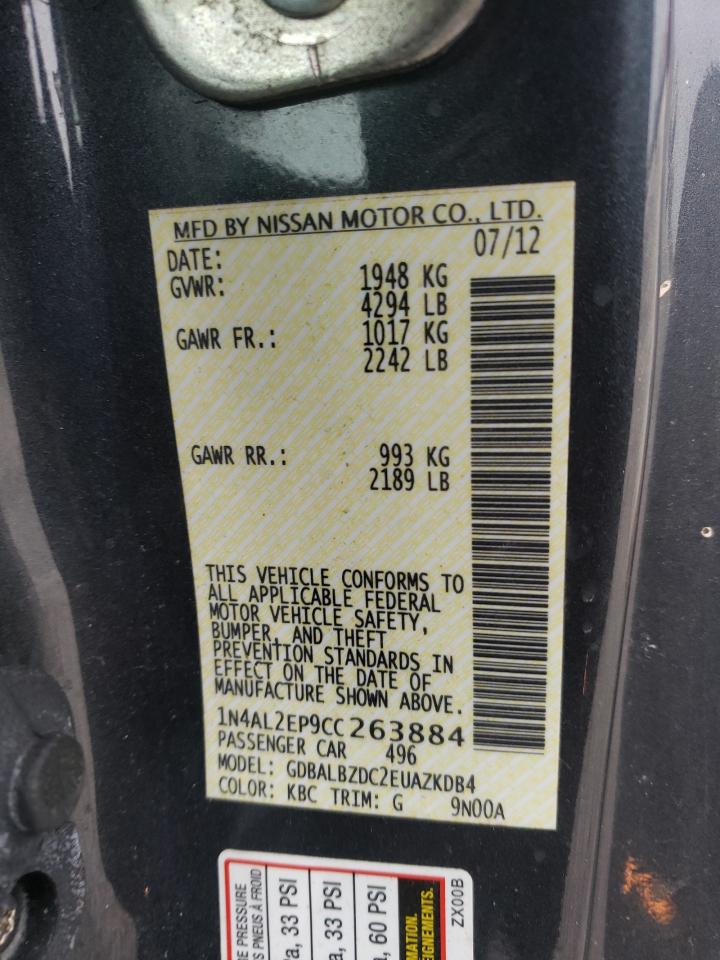 MFD BY NISSAN MOTOR CO., LTD.
DATE: 07/12
GVWR: 1948 KG
4294 LB
GAWR FR.: 1017 KG
2242 LB
GAWR RR.: 993 KG
2189 LB
THIS VEHICLE CONFORMS TO
ALL APPLICABLE FEDERAL
MOTOR VEHICLE SAFETY,
BUMPER, AND THEFT
PREVENTION STANDARDS IN
EFFECT ON THE DATE OF
MANUFACTURE SHOWN ABOVE.
1N4AL2EP9CC263884
PASSENGER CAR 496
MODEL: GDBALBZDC2EUAZKDB4
COLOR: KBC TRIM: G 9N00A
PRESSURE
PNEUS À FROID
33 PSI
33 PSI
60 PSI
ZX00B